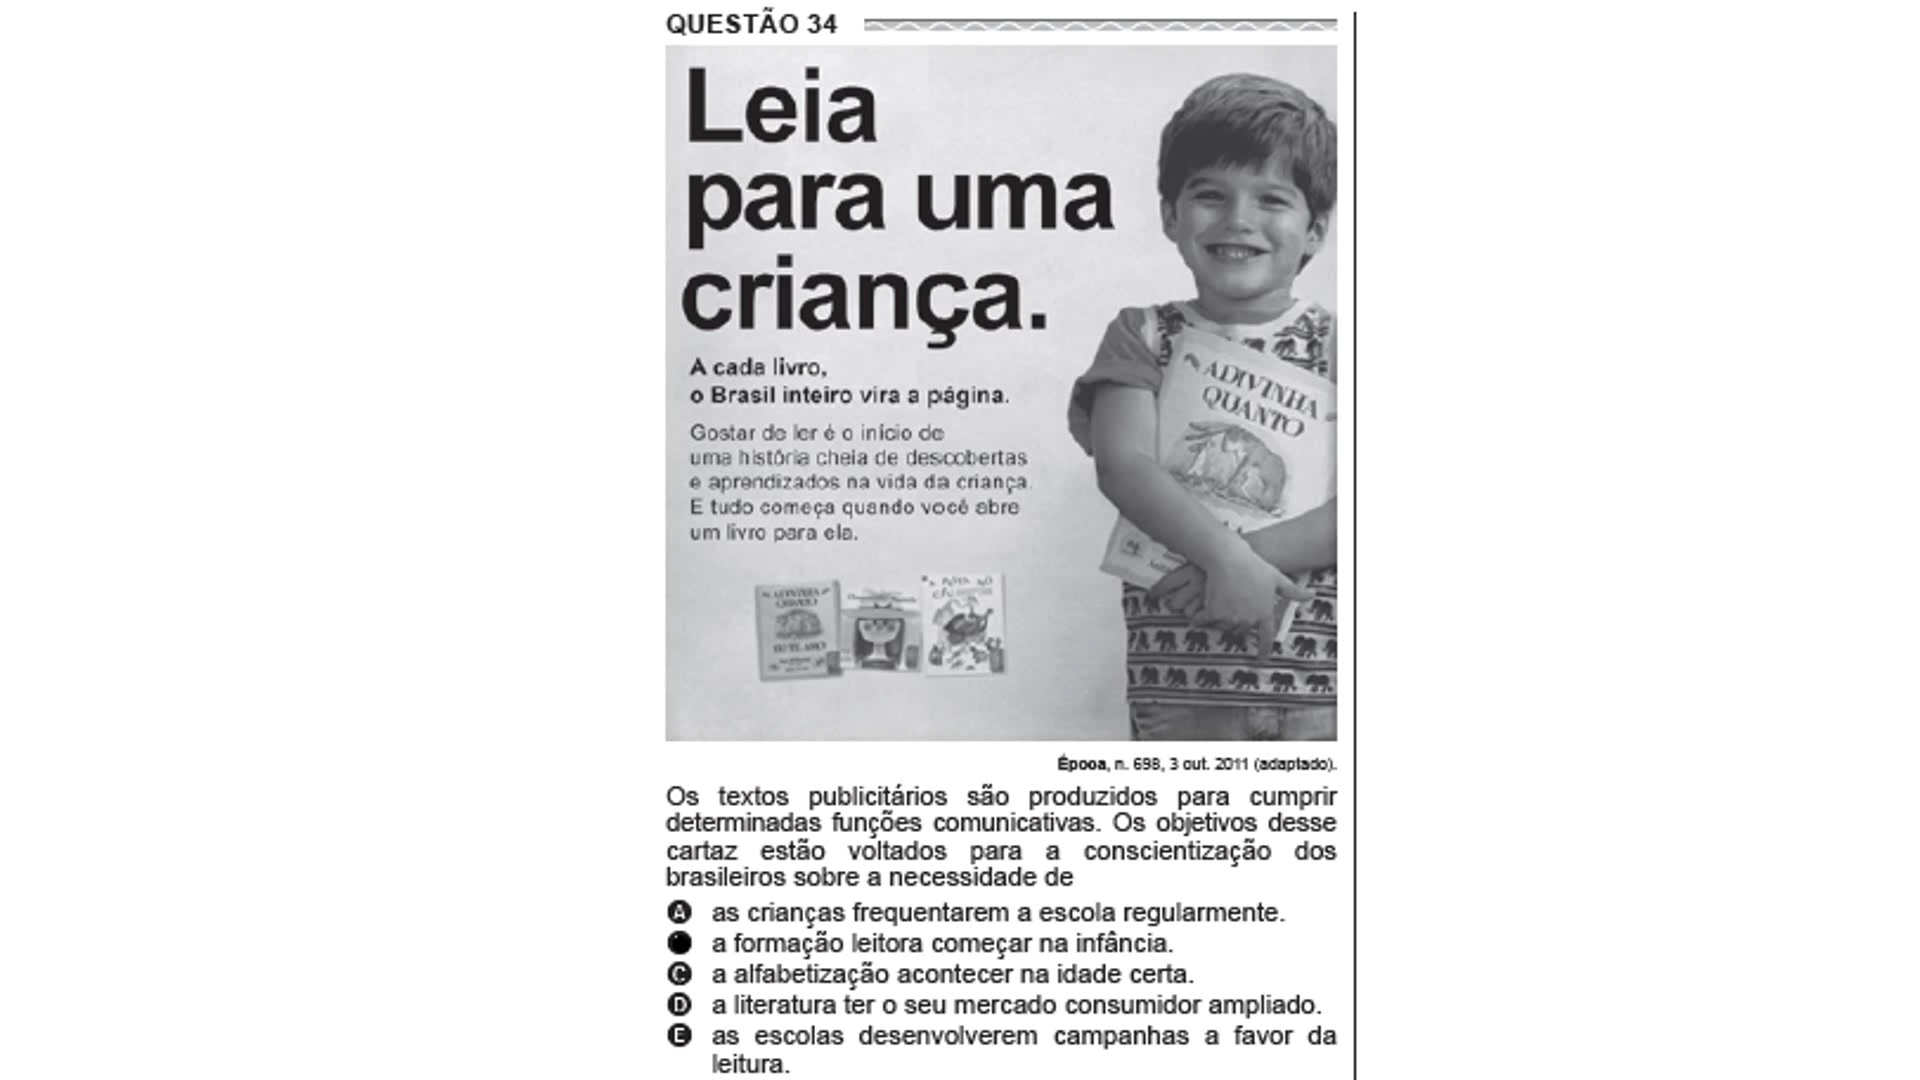 QUESTÃO 34
Leia
para uma
criança.
A cada livro,
o Brasil inteiro vira a página.
Gostar de ler é o início de
uma história cheia de descobertas
e aprendizados na vida da criança.
E tudo começa quando você abre
um livro para ela.
ADIVINHA
QUANTO
Época, n. 698, 3 out. 2011 (adaptado).
Os textos publicitários são produzidos para cumprir
determinadas funções comunicativas. Os objetivos desse
cartaz estão voltados para a conscientização dos
brasileiros sobre a necessidade de
A as crianças frequentarem a escola regularmente.
a formação leitora começar na infância.
C a alfabetização acontecer na idade certa.
D a literatura ter o seu mercado consumidor ampliado.
E as escolas desenvolverem campanhas a favor da
leitura.